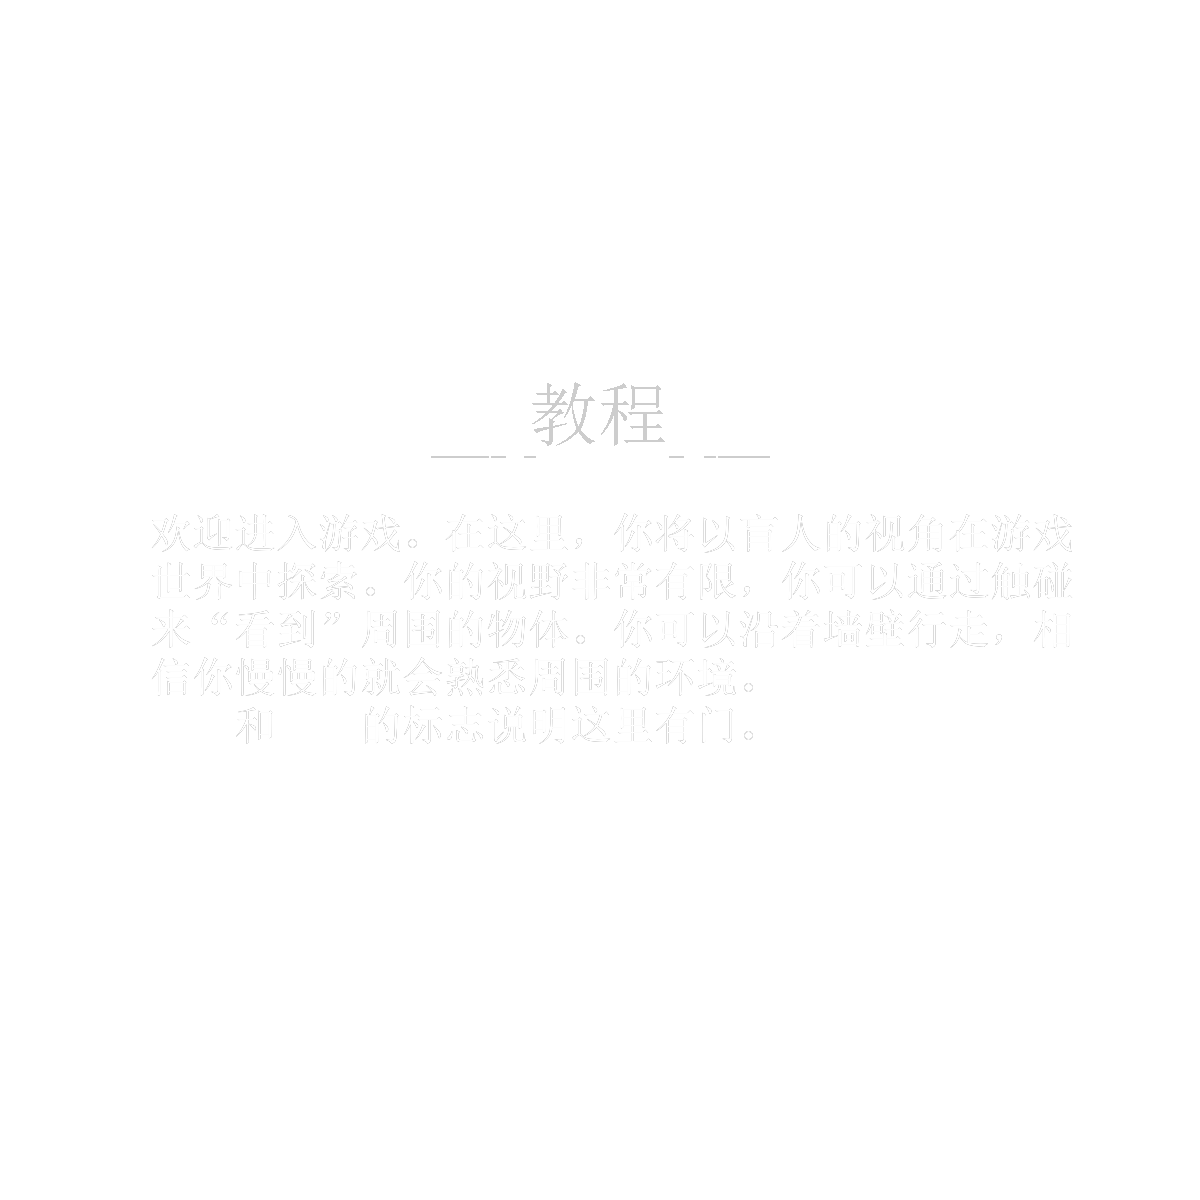 教程
欢迎进入游戏。在这里，你将以盲人的视角在游戏
世界中探索。你的视野非常有限，你可以通过触碰
来“看到”周围的物体。你可以沿着墙壁行走，相
信你慢慢的就会熟悉周围的环境。
和 的标志说明这里有门。